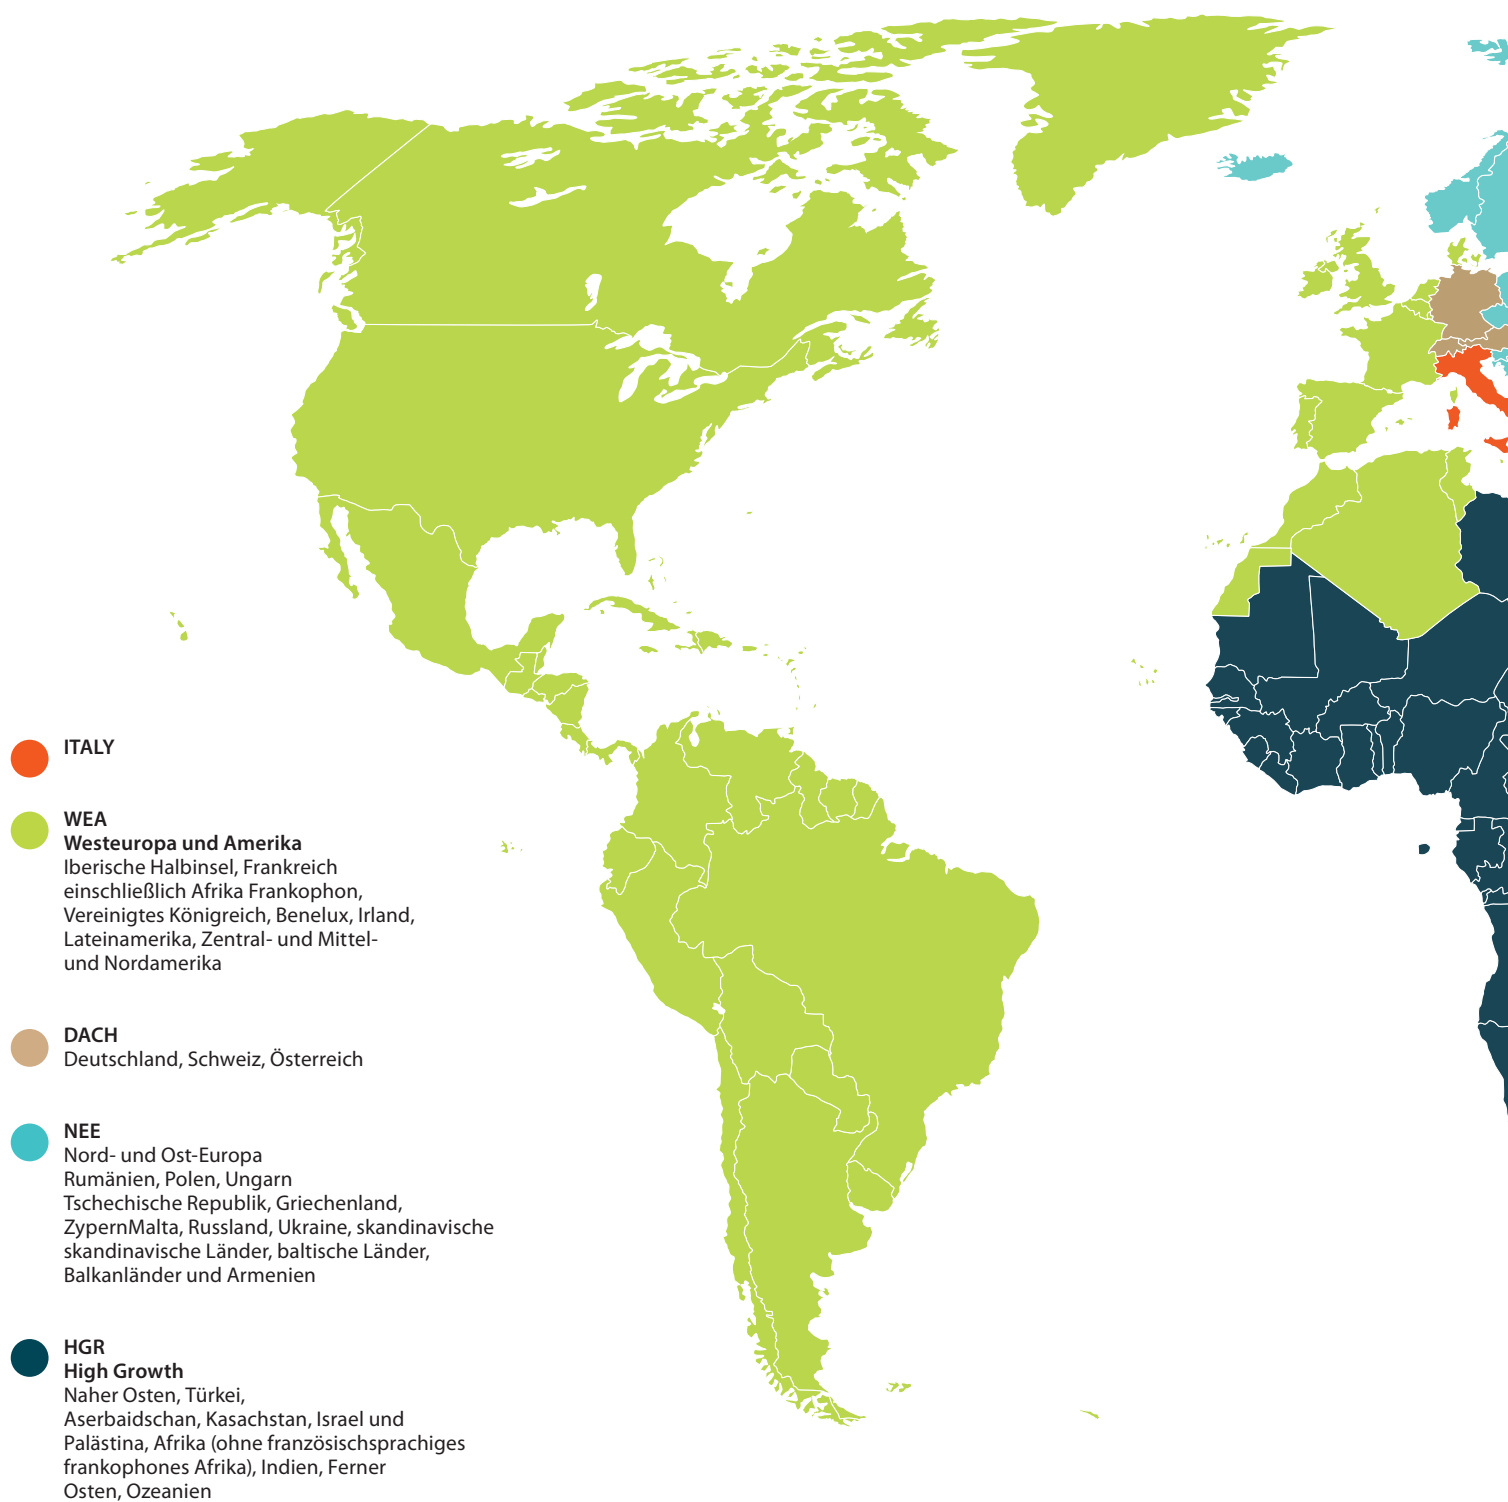 ITALY
WEA
Westeuropa und Amerika
Iberische Halbinsel, Frankreich
einschließlich Afrika Frankophon,
Vereinigtes Königreich, Benelux, Irland,
Lateinamerika, Zentral- und Mittel-
und Nordamerika
DACH
Deutschland, Schweiz, Österreich
NEE
Nord- und Ost-Europa
Rumänien, Polen, Ungarn
Tschechische Republik, Griechenland,
ZypernMalta, Russland, Ukraine, skandinavische
skandinavische Länder, baltische Länder,
Balkanländer und Armenien
HGR
High Growth
Naher Osten, Türkei,
Aserbaidschan, Kasachstan, Israel und
Palästina, Afrika (ohne französischsprachiges
frankophones Afrika), Indien, Ferner
Osten, Ozeanien